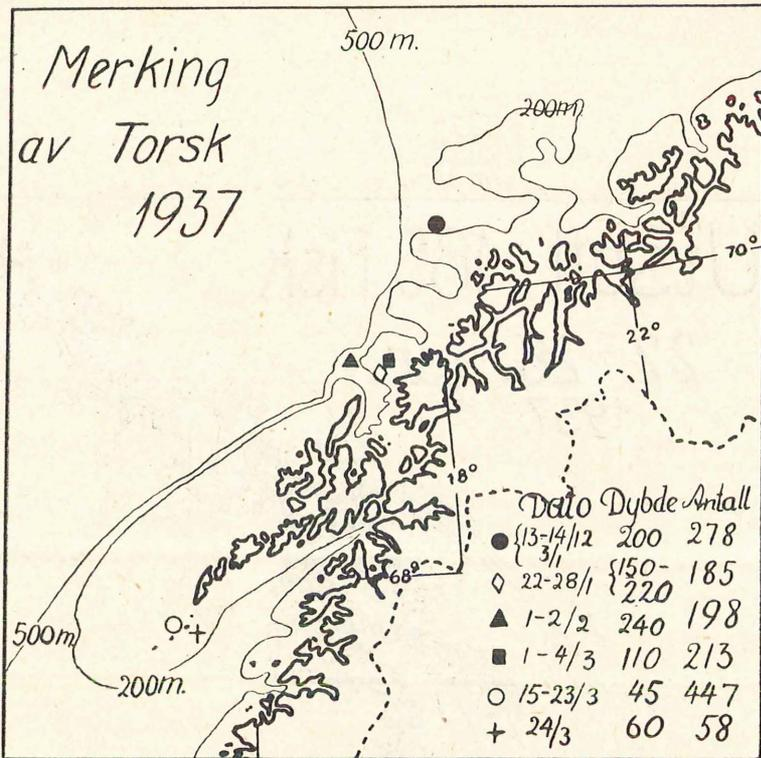 Merking
av Torsk
1937
500 m.
200m.
70°
22°
18°
68°
500m
200m.
Dato Dybde Antall
{13-14/12 200 278
3/1
22-28/1 {150-220 185
1-2/2 240 198
1-4/3 110 213
15-23/3 45 447
24/3 60 58